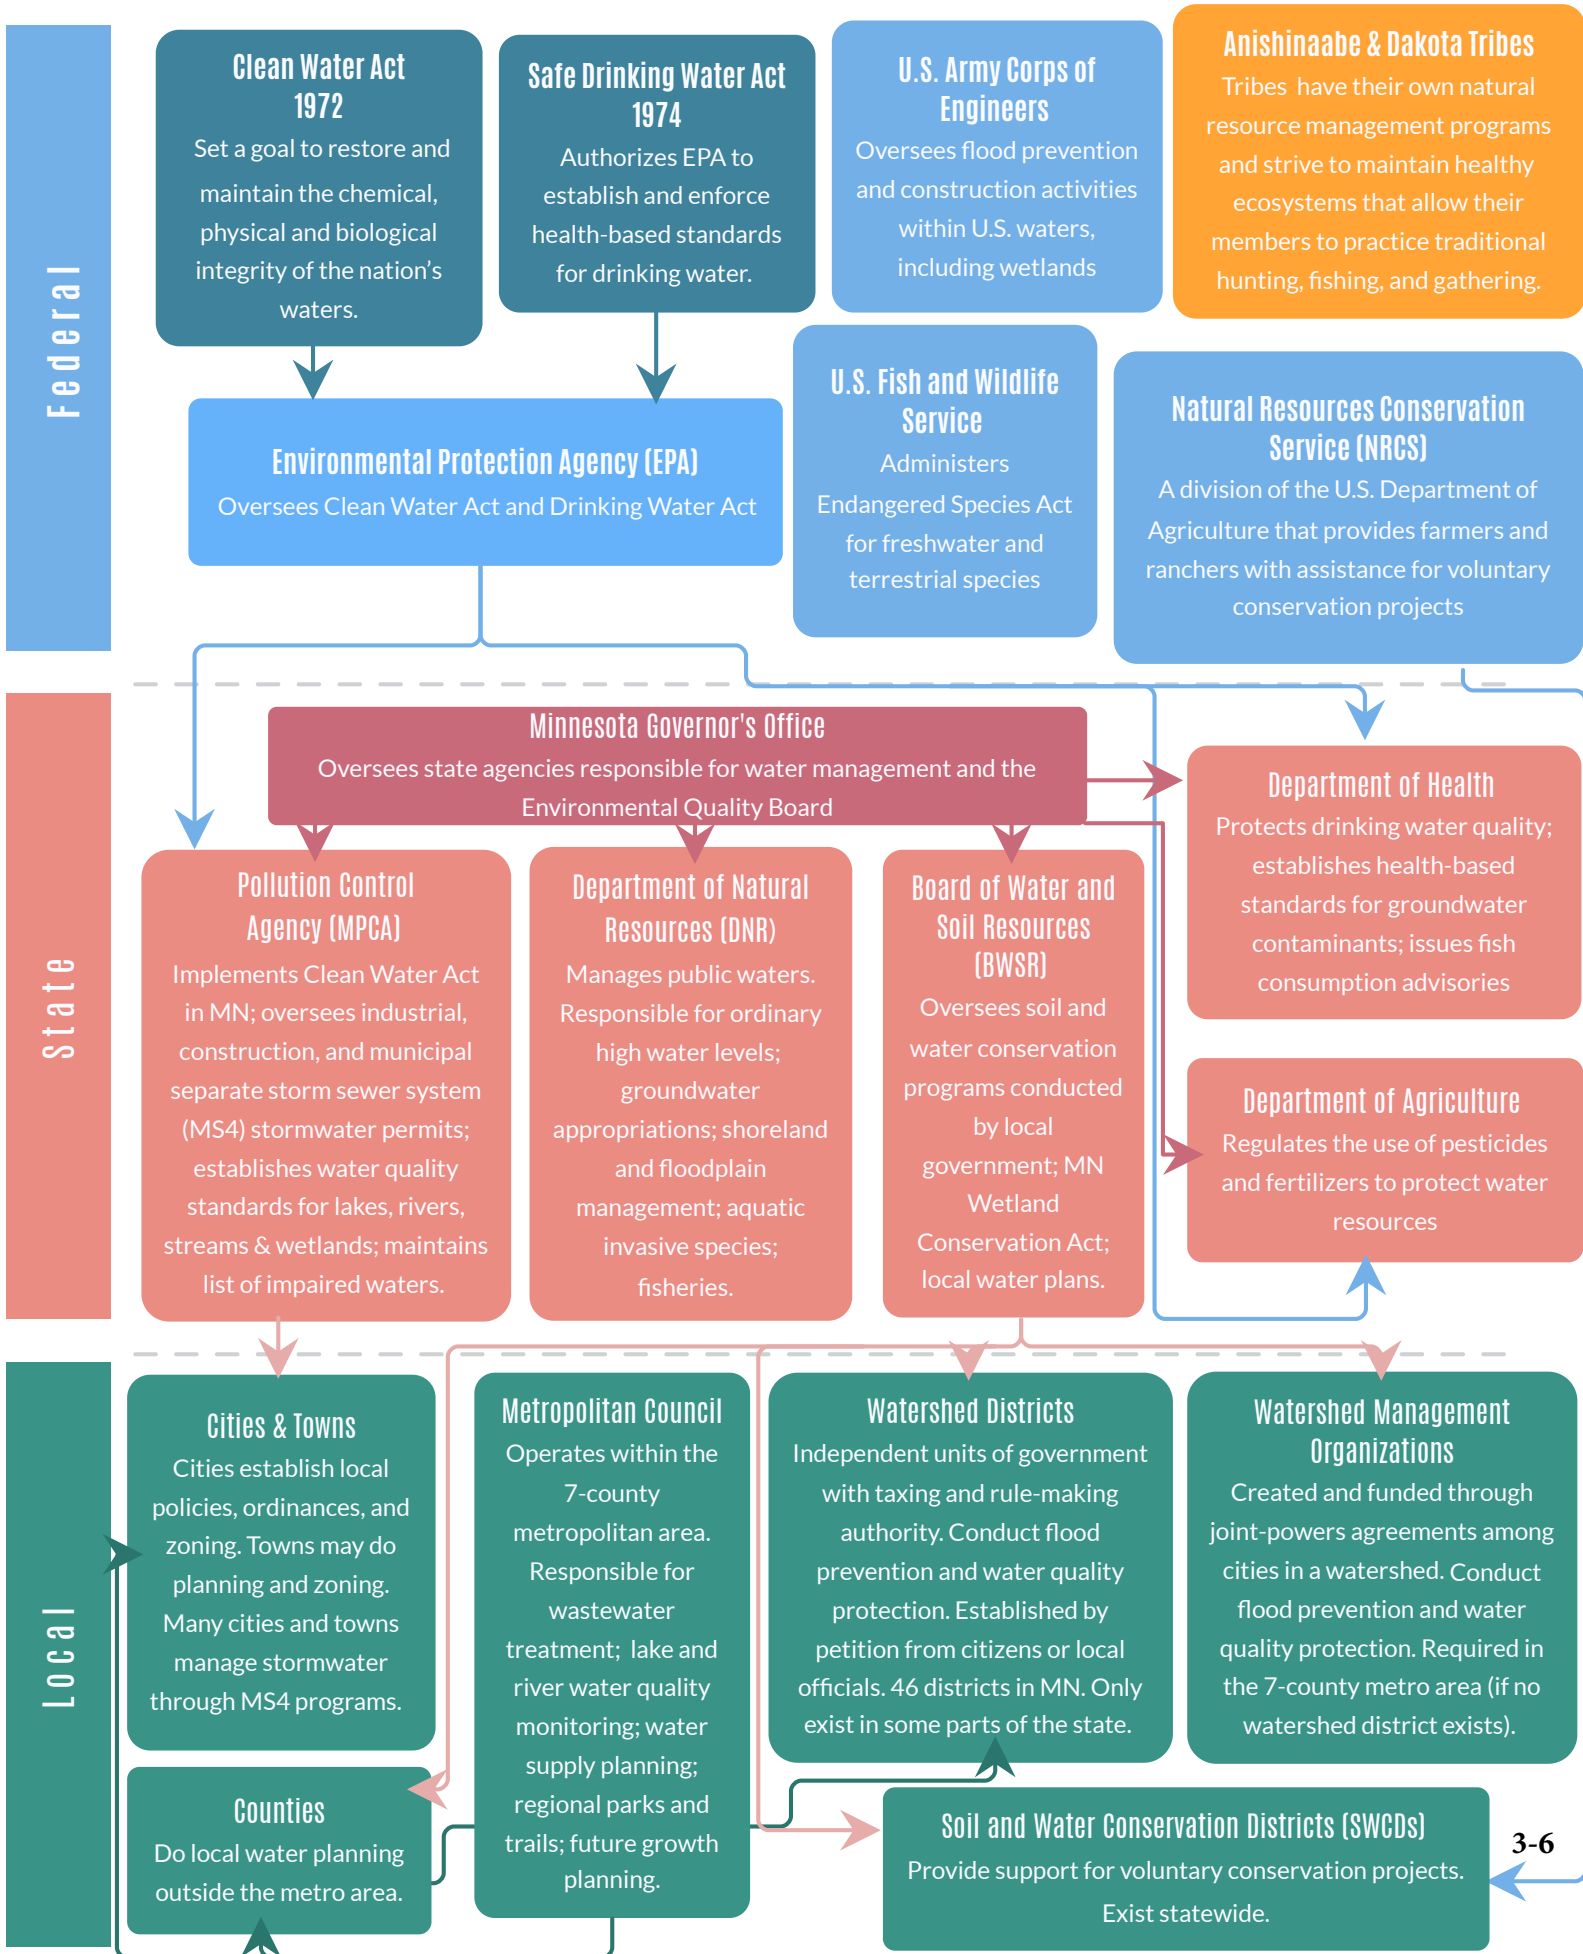 Federal
Clean Water Act
1972
Set a goal to restore and
maintain the chemical,
physical and biological
integrity of the nation's
waters.
Safe Drinking Water Act
1974
Authorizes EPA to
establish and enforce
health-based standards
for drinking water.
U.S. Army Corps of
Engineers
Oversees flood prevention
and construction activities
within U.S. waters,
including wetlands
Anishinaabe & Dakota Tribes
Tribes have their own natural
resource management programs
and strive to maintain healthy
ecosystems that allow their
members to practice traditional
hunting, fishing, and gathering.
Environmental Protection Agency (EPA)
Oversees Clean Water Act and Drinking Water Act
U.S. Fish and Wildlife
Service
Administers
Endangered Species Act
for freshwater and
terrestrial species
Natural Resources Conservation
Service (NRCS)
A division of the U.S. Department of
Agriculture that provides farmers and
ranchers with assistance for voluntary
conservation projects
State
Minnesota Governor's Office
Oversees state agencies responsible for water management and the
Environmental Quality Board
Pollution Control
Agency (MPCA)
Implements Clean Water Act
in MN; oversees industrial,
construction, and municipal
separate storm sewer system
(MS4) stormwater permits;
establishes water quality
standards for lakes, rivers,
streams & wetlands; maintains
list of impaired waters.
Department of Natural
Resources (DNR)
Manages public waters.
Responsible for ordinary
high water levels;
groundwater
appropriations; shoreland
and floodplain
management; aquatic
invasive species;
fisheries.
Board of Water and
Soil Resources
(BWSR)
Oversees soil and
water conservation
programs conducted
by local
government; MN
Wetland
Conservation Act;
local water plans.
Department of Health
Protects drinking water quality;
establishes health-based
standards for groundwater
contaminants; issues fish
consumption advisories
Department of Agriculture
Regulates the use of pesticides
and fertilizers to protect water
resources
Local
Cities & Towns
Cities establish local
policies, ordinances, and
zoning. Towns may do
planning and zoning.
Many cities and towns
manage stormwater
through MS4 programs.
Counties
Do local water planning
outside the metro area.
Metropolitan Council
Operates within the
7-county
metropolitan area.
Responsible for
wastewater
treatment; lake and
river water quality
monitoring; water
supply planning;
regional parks and
trails; future growth
planning.
Watershed Districts
Independent units of government
with taxing and rule-making
authority. Conduct flood
prevention and water quality
protection. Established by
petition from citizens or local
officials. 46 districts in MN. Only
exist in some parts of the state.
Watershed Management
Organizations
Created and funded through
joint-powers agreements among
cities in a watershed. Conduct
flood prevention and water
quality protection. Required in
the 7-county metro area (if no
watershed district exists).
Soil and Water Conservation Districts (SWCDs)
Provide support for voluntary conservation projects.
Exist statewide.
3-6